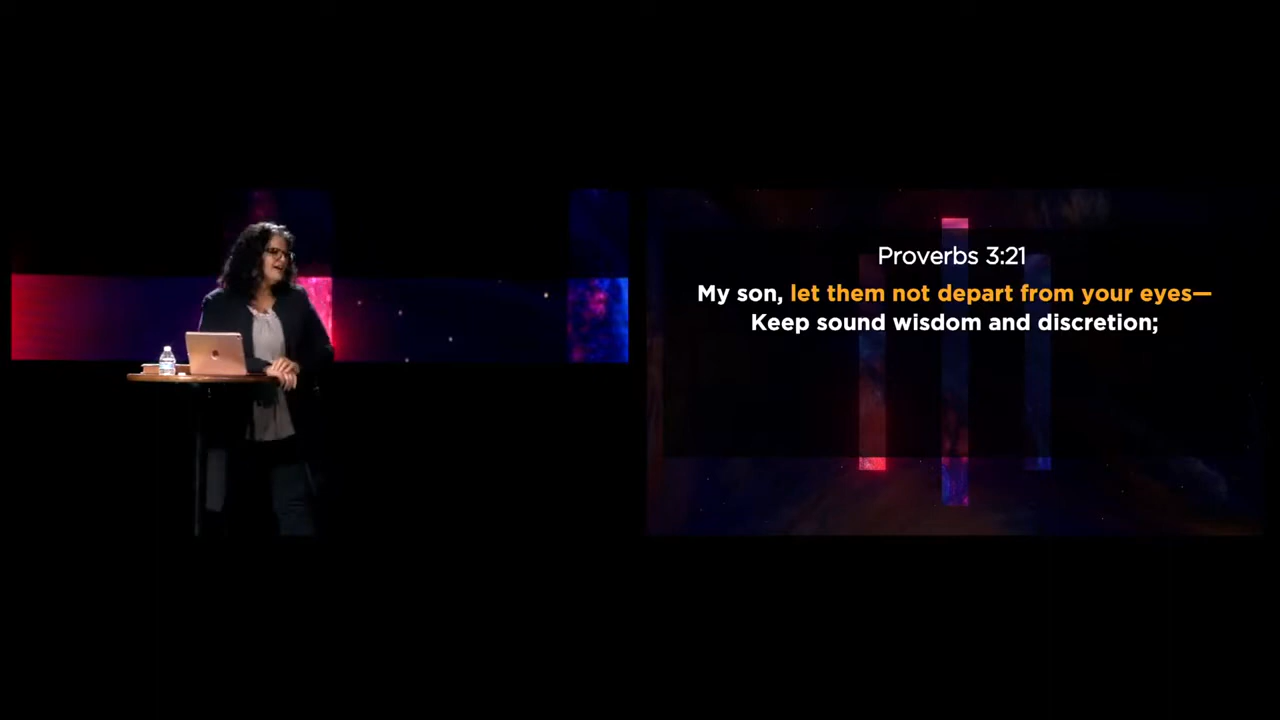 Proverbs 3:21
My son, let them not depart from your eyes—
Keep sound wisdom and discretion;